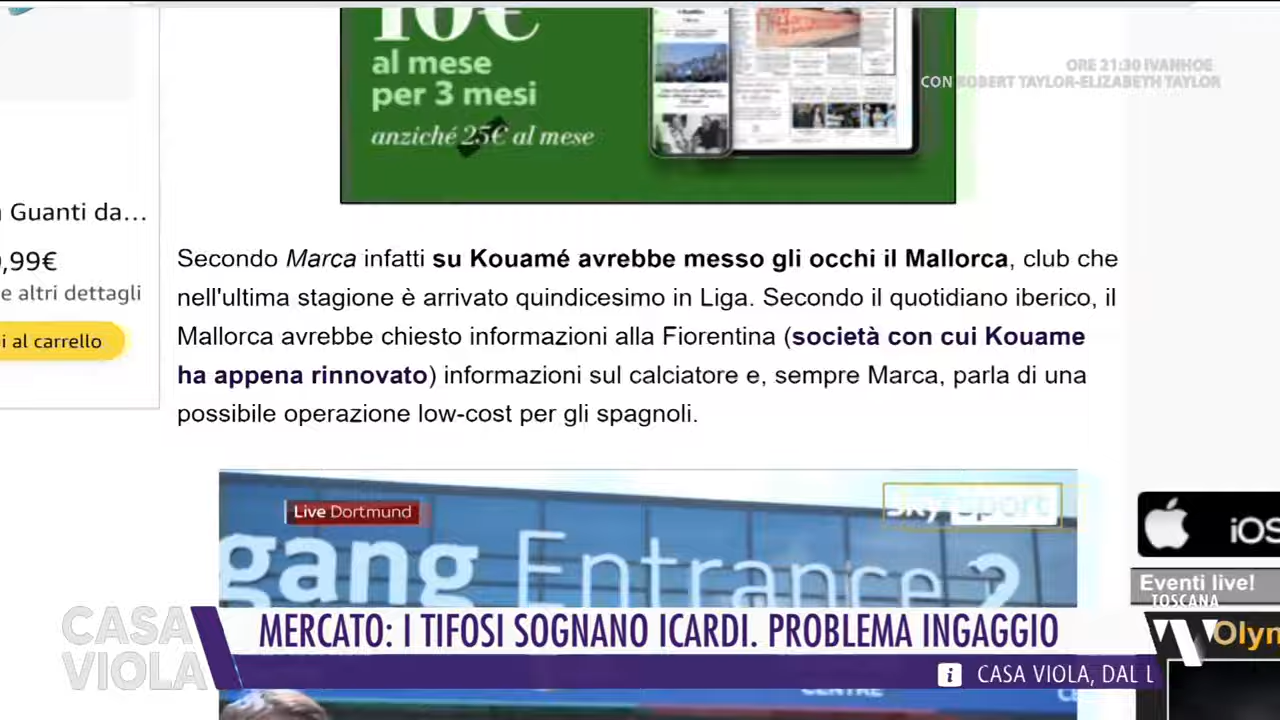 10€
al mese
per 3 mesi
anziché 25€ al mese
ORE 21:30 IVANHOE
CON ROBERT TAYLOR-ELIZABETH TAYLOR
Guanti da...
,99€
e altri dettagli
i al carrello
Secondo Marca infatti su Kouamé avrebbe messo gli occhi il Mallorca, club che
nell'ultima stagione è arrivato quindicesimo in Liga. Secondo il quotidiano iberico, il
Mallorca avrebbe chiesto informazioni alla Fiorentina (società con cui Kouame
ha appena rinnovato) informazioni sul calciatore e, sempre Marca, parla di una
possibile operazione low-cost per gli spagnoli.
Live Dortmund
sky sport
gang Entrance 2
iOS
Eventi live!
TOSCANA
Olyn
CASA
VIOLA
MERCATO: I TIFOSI SOGNANO ICARDI. PROBLEMA INGAGGIO
i CASA VIOLA, DAL L
CENTRE